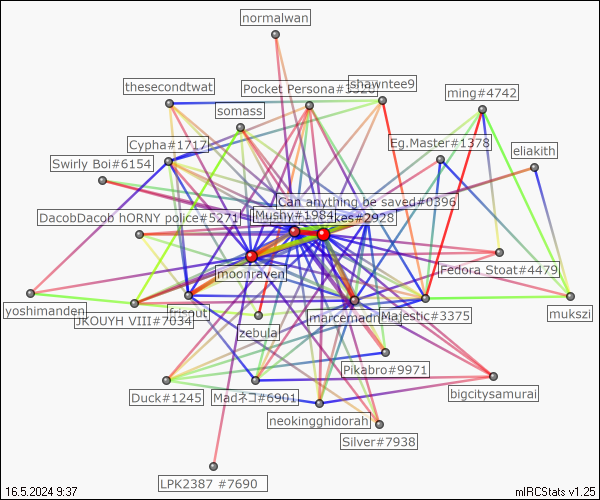 normalwan
thesecondtwat
Pocket Persona#
shawntee9
ming#4742
somass
Cypha#1717
Eg.Master#1378
eliakith
Swirly Boi#6154
Can anything be saved#0396
DacobDacob hORNY police#5271
Mushy#1984
kes#2928
moonraven
Fedora Stoat#4479
yoshimanden
JKOUYH VIII#7034
frisout
zebula
marcemadr
Majestic#3375
mukszi
Pikabro#9971
Duck#1245
Madネコ#6901
bigcitysamurai
neokingghidorah
Silver#7938
LPK2387 #7690
16.5.2024 9:37
mIRCStats v1.25